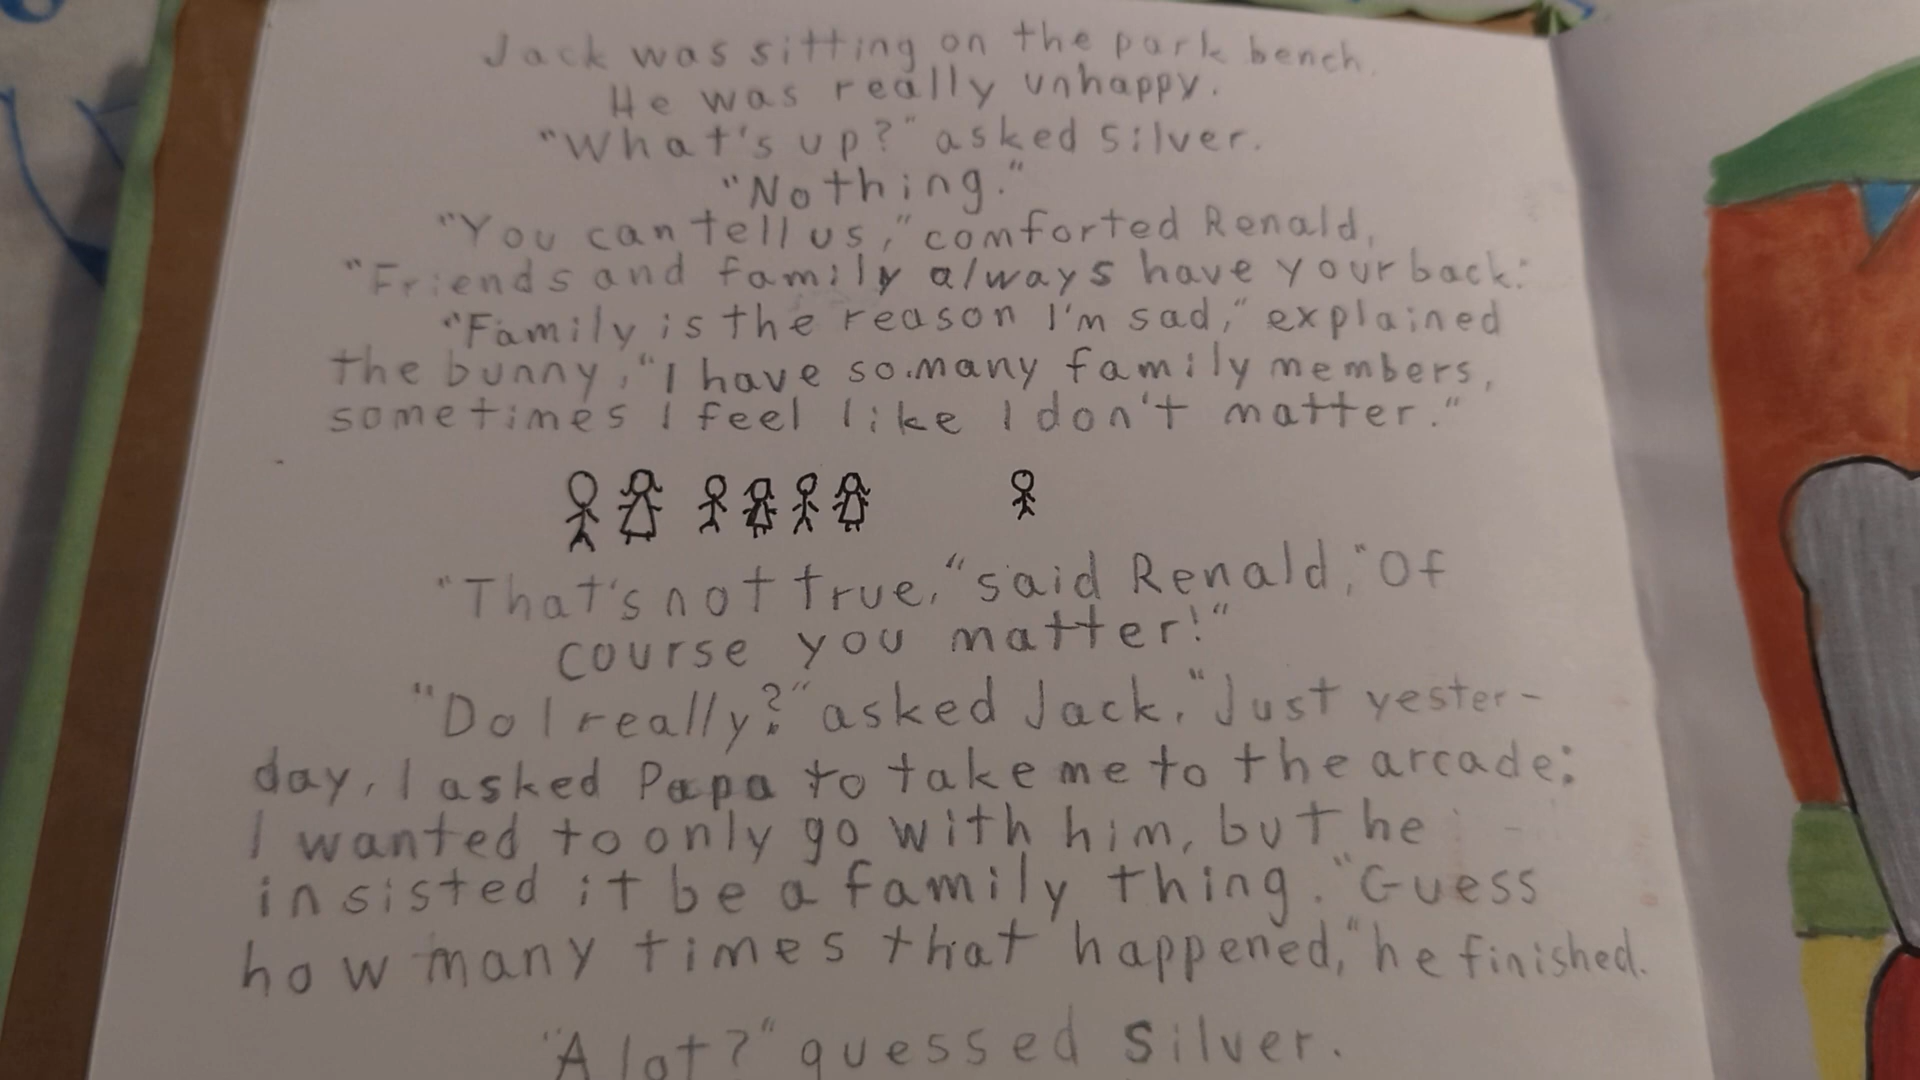 Jack was sitting on the park bench.
He was really unhappy.
"What's up?" asked Silver.
"Nothing."
"You can tell us," comforted Renald,
"Friends and family always have your back."
"Family is the reason I'm sad," explained
the bunny, "I have so many family members,
sometimes I feel like I don't matter."
"That's not true," said Renald, "Of
course you matter!"
"Do I really?" asked Jack, "Just yester-
day, I asked Papa to take me to the arcade;
I wanted to only go with him, but he
insisted it be a family thing. "Guess
how many times that happened," he finished.
"A lot?" guessed Silver.